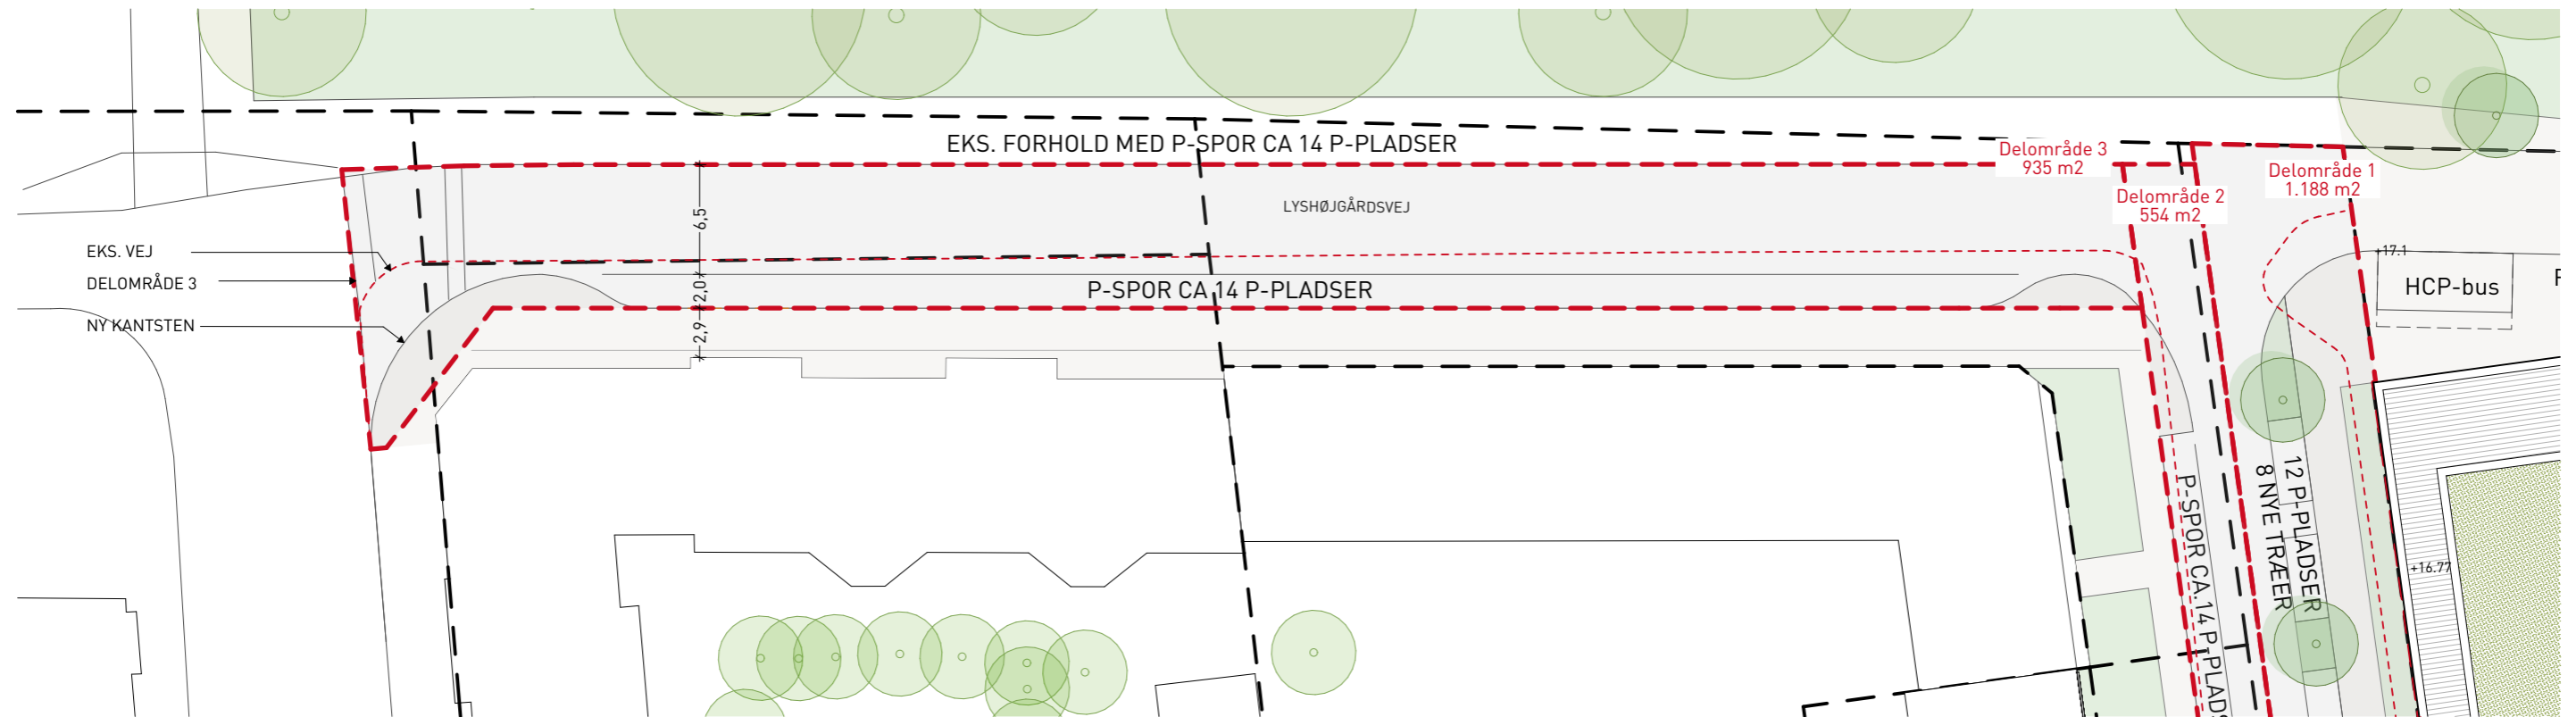 EKS. FORHOLD MED P-SPOR CA 14 P-PLADSER
Delområde 3
935 m2
Delområde 1
1.188 m2
Delområde 2
554 m2
LYSHØJGÅRDSVEJ
6,5
EKS. VEJ
DELOMRÅDE 3
NY KANTSTEN
2,0
P-SPOR CA 14 P-PLADSER
2,9
+17.1
HCP-bus
12 P-PLADSER
8 NYE TRÆER
P-SPOR CA.14 P-PLADS
+16.77